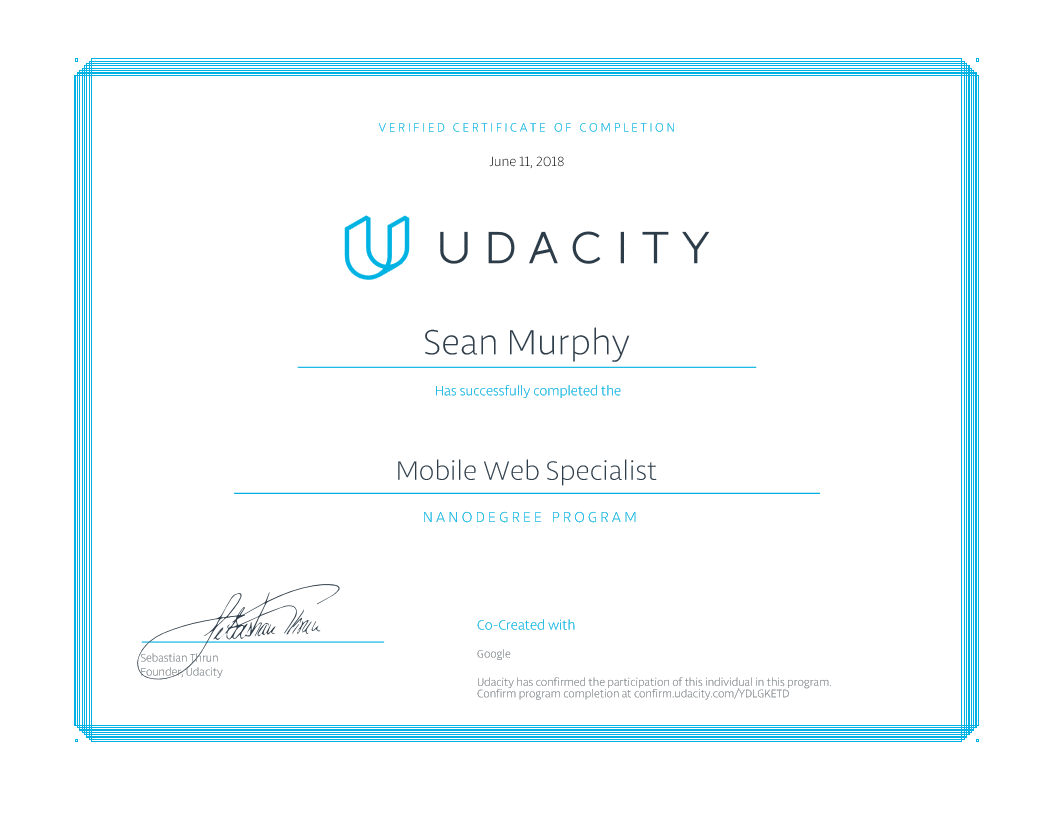 VERIFIED CERTIFICATE OF COMPLETION
June 11, 2018
UDACITY
Sean Murphy
Has successfully completed the
Mobile Web Specialist
NANODEGREE PROGRAM
Sebastian Thrun
Sebastian Thrun
Founder, Udacity
Co-Created with
Google
Udacity has confirmed the participation of this individual in this program.
Confirm program completion at confirm.udacity.com/YDLGKETD